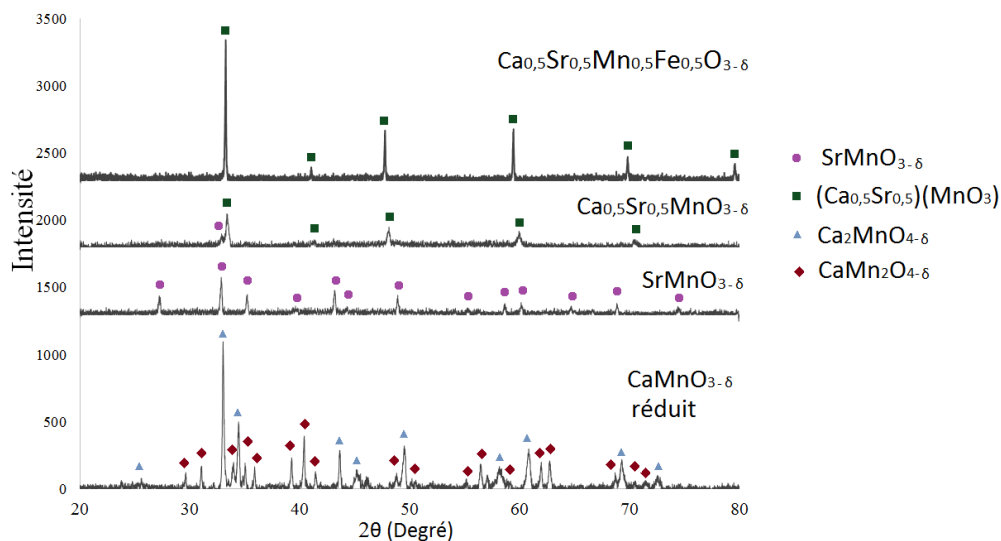 3500
3000
2500
2000
1500
1000
500
0
Intensité
Ca0,5Sr0,5Mn0,5Fe0,5O3-δ
Ca0,5Sr0,5MnO3-δ
SrMnO3-δ
CaMnO3-δ
réduit
20 30 40 50 60 70 80
2θ (Degré)
SrMnO3-δ
(Ca0,5Sr0,5)(MnO3)
Ca2MnO4-δ
CaMn2O4-δ